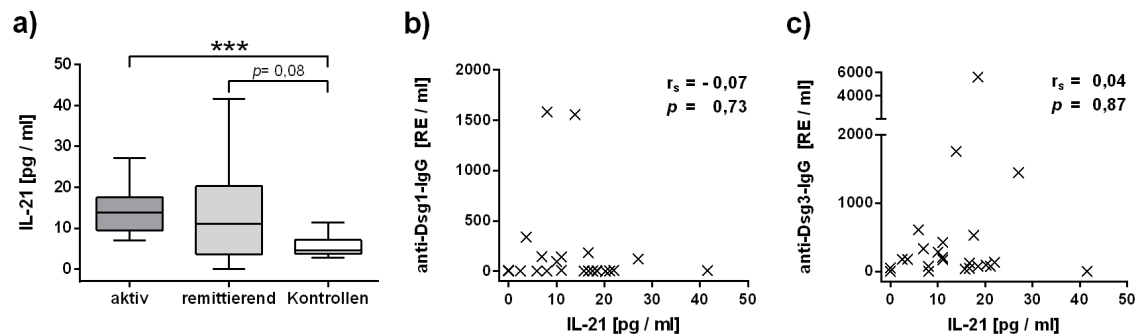 a)
***
p= 0,08
IL-21 [pg / ml]
50
40
30
20
10
0
aktiv remittierend Kontrollen
b)
anti-Dsg1-IgG [RE / ml]
2000
1500
1000
500
0
rs = - 0,07
p = 0,73
0 10 20 30 40 50
IL-21 [pg / ml]
c)
anti-Dsg3-IgG [RE / ml]
6000
4000
2000
1000
0
rs = 0,04
p = 0,87
0 10 20 30 40 50
IL-21 [pg / ml]